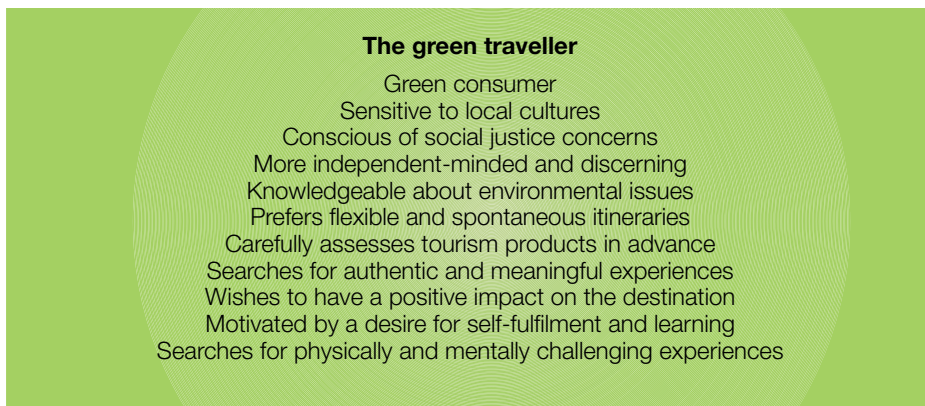 The green traveller
Green consumer
Sensitive to local cultures
Conscious of social justice concerns
More independent-minded and discerning
Knowledgeable about environmental issues
Prefers flexible and spontaneous itineraries
Carefully assesses tourism products in advance
Searches for authentic and meaningful experiences
Wishes to have a positive impact on the destination
Motivated by a desire for self-fulfilment and learning
Searches for physically and mentally challenging experiences